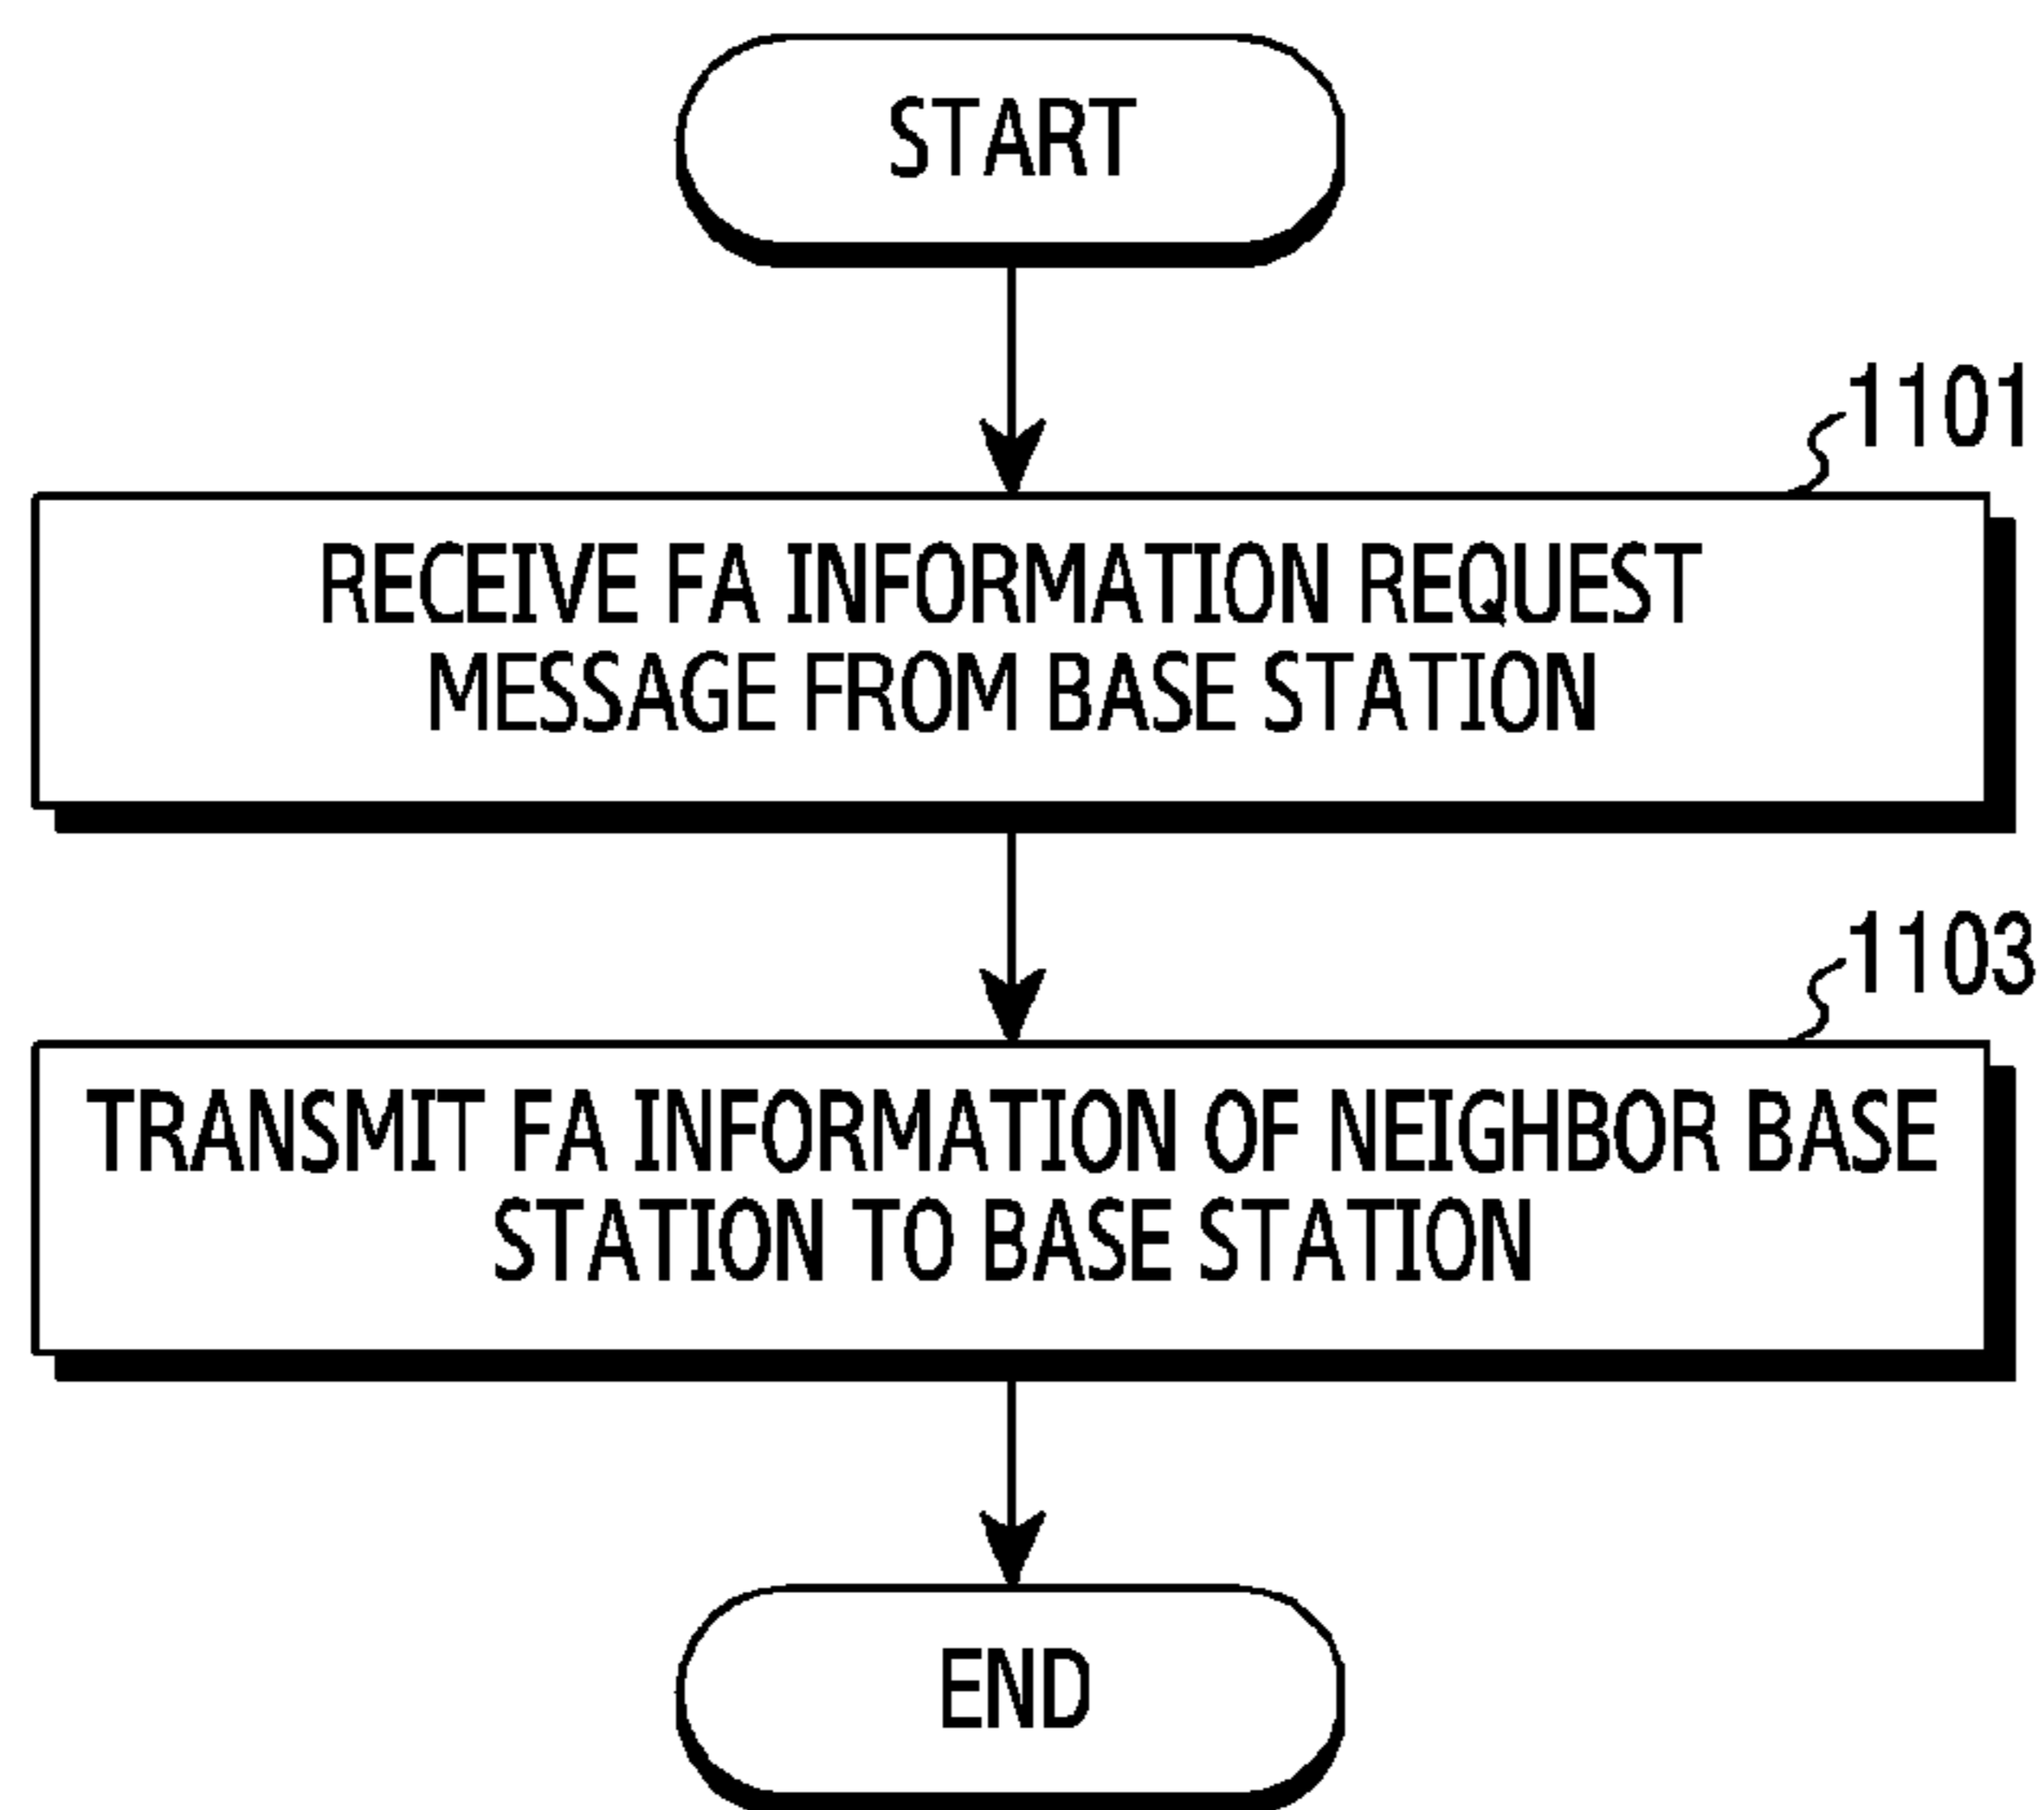 START
1101
RECEIVE FA INFORMATION REQUEST
MESSAGE FROM BASE STATION
1103
TRANSMIT FA INFORMATION OF NEIGHBOR BASE
STATION TO BASE STATION
END